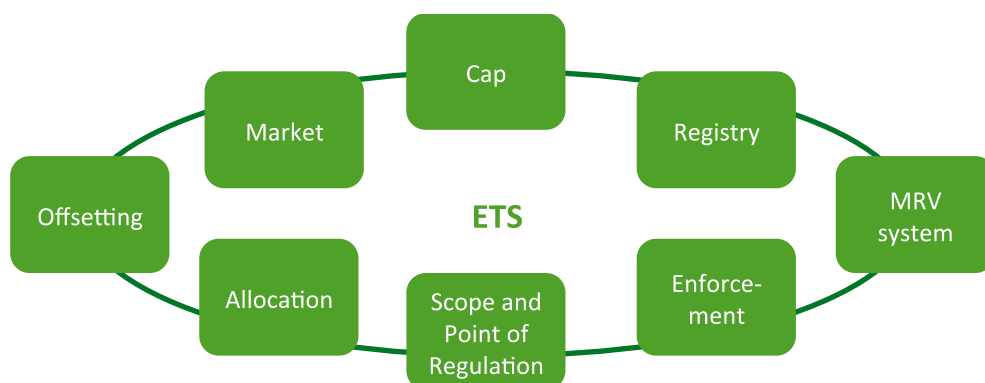 Cap
Market
Registry
Offsetting
ETS
MRV
system
Allocation
Enforce-
ment
Scope and
Point of
Regulation